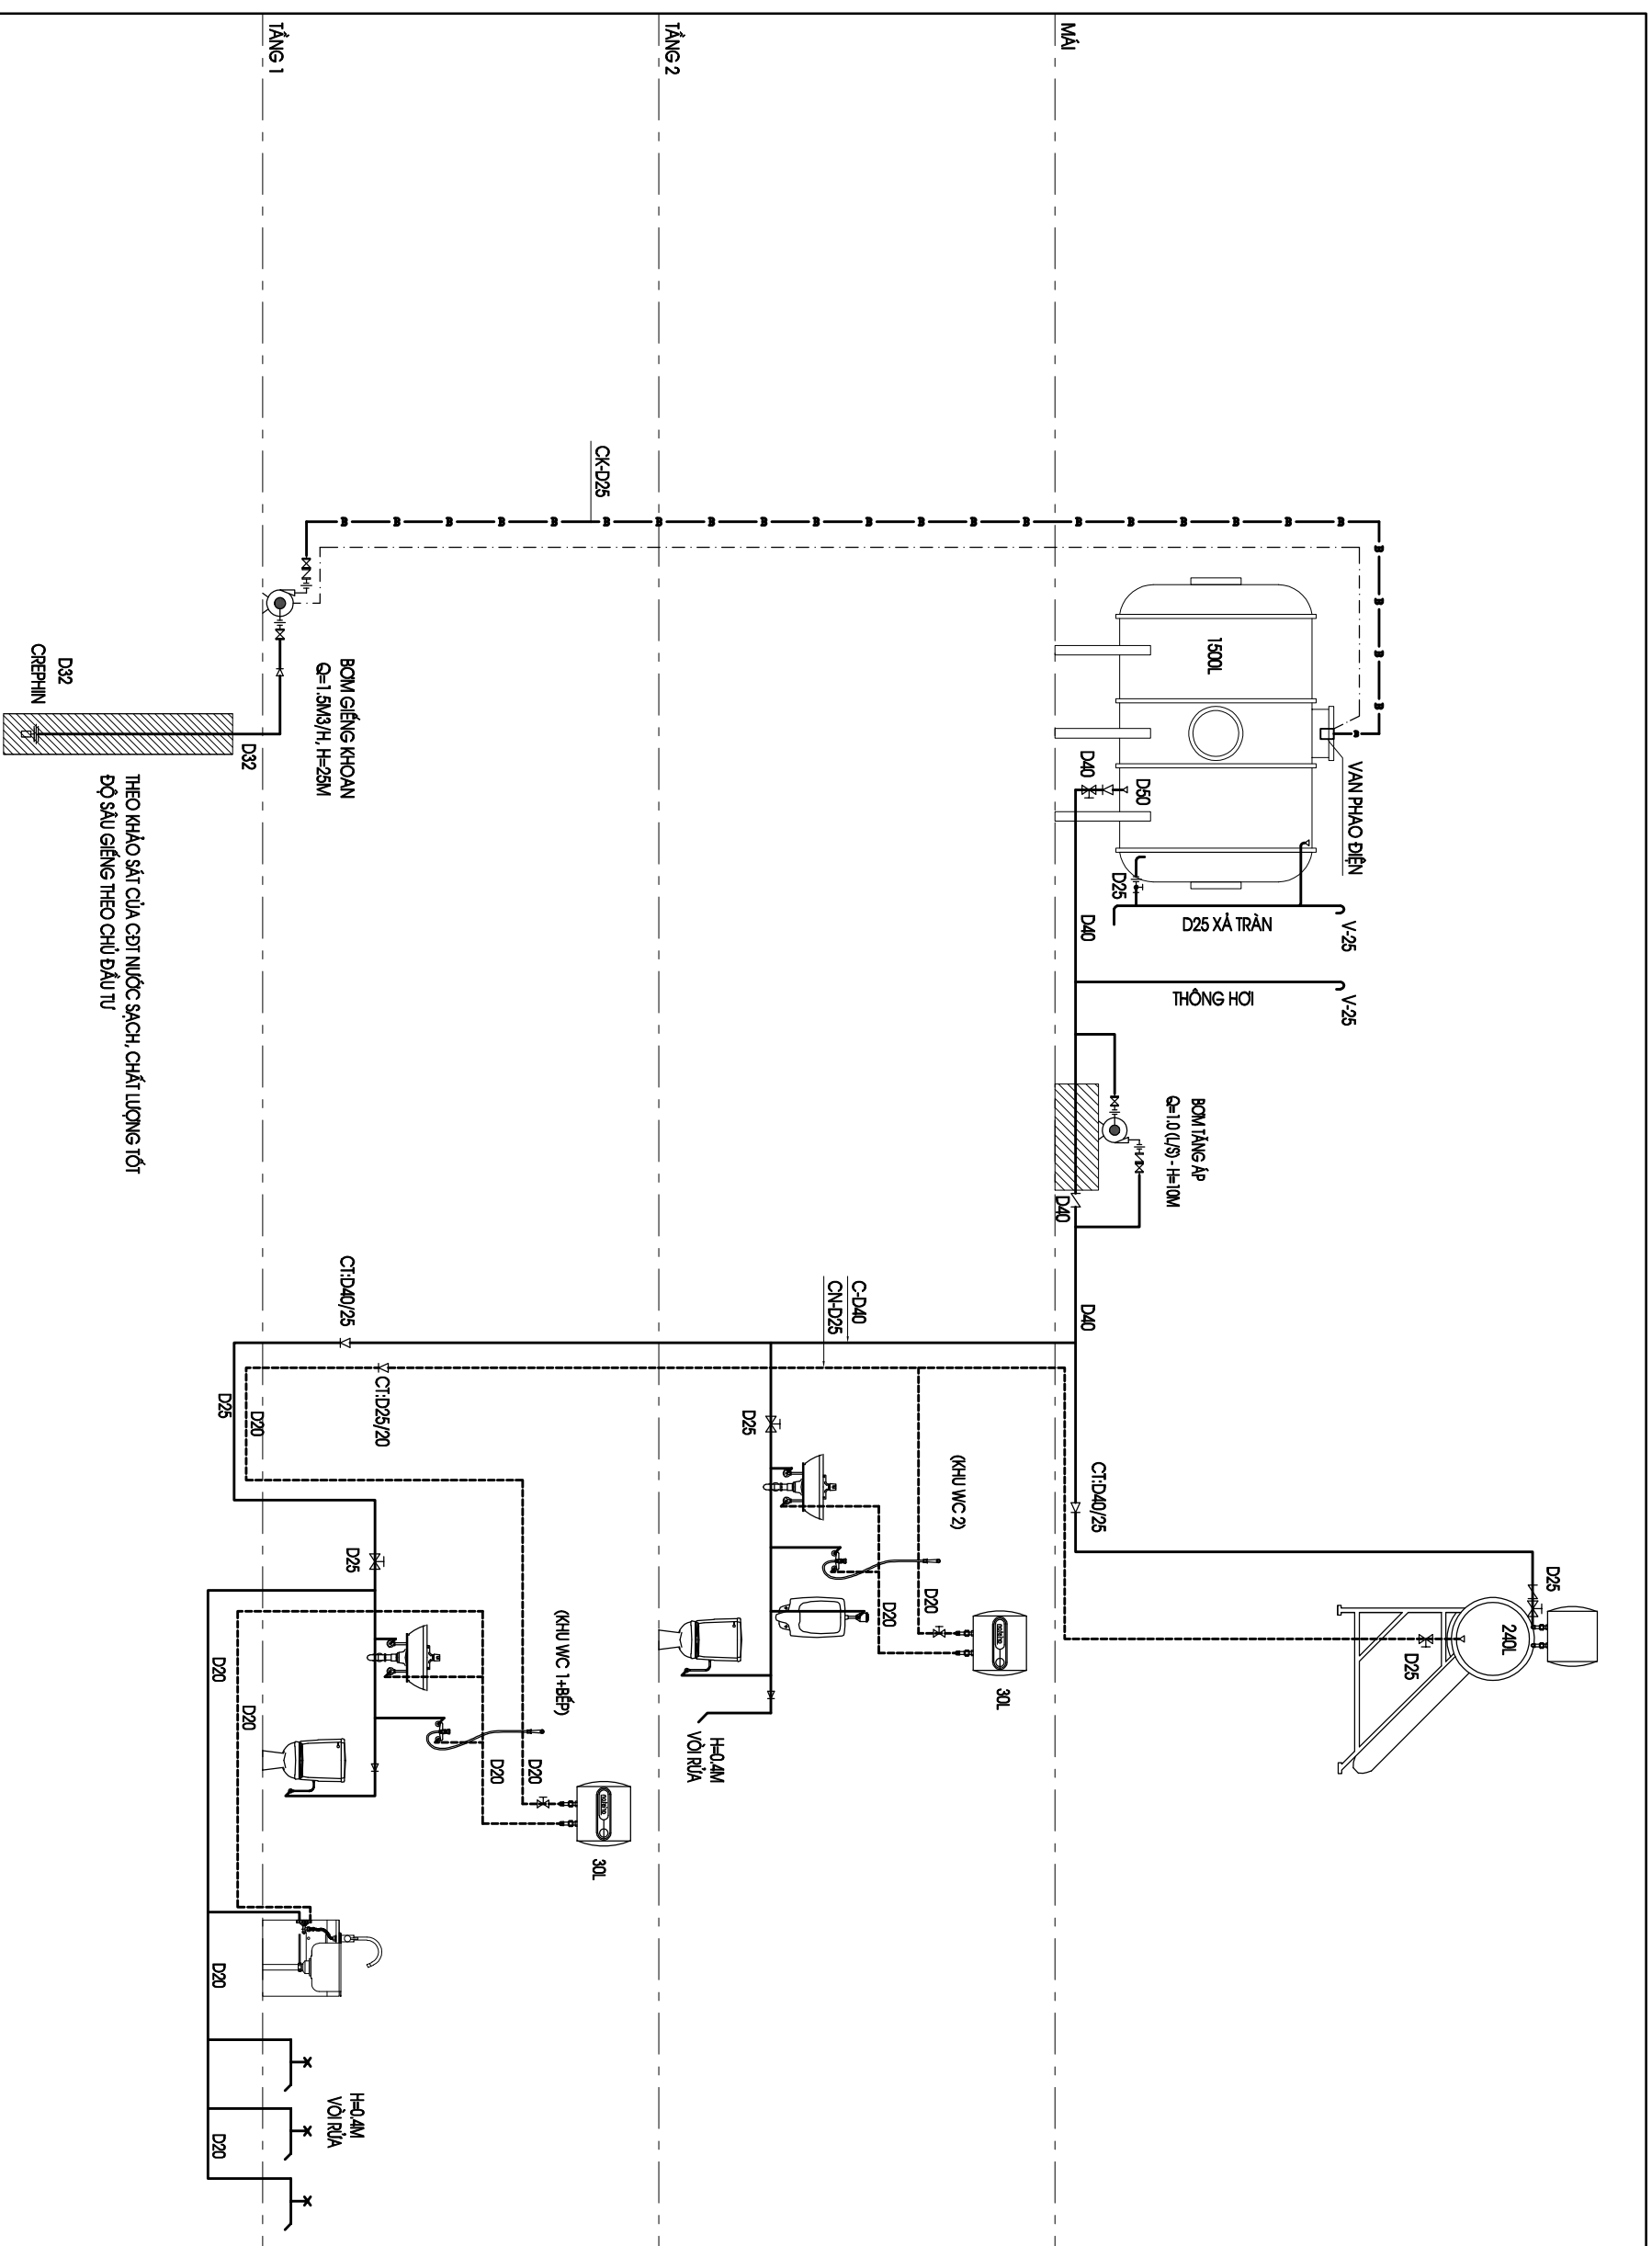 240L
D25
D25
CT:D40/25
VAN PHAO ĐIỆN
V-25
V-25
1500L
D25 XẢ TRÀN
THÔNG HƠI
BƠM TĂNG ÁP
Q=1.0 (L/S) - H=10M
D50
D40
D25
D40
D40
D40
MÁI
C-D40
CN-D25
(KHU WC 2)
D20
D20
30L
D25
H=0.4M
VÒI RỬA
TẦNG 2
CK-D25
(KHU WC 1+BẾP)
D20
D20
30L
BƠM GIẾNG KHOAN
Q=1.5M3/H, H=25M
CT:D40/25
CT:D25/20
D25
H=0.4M
VÒI RỬA
TẦNG 1
D32
D20
D25
D20
D20
D20
D20
D32
CREPHIN
THEO KHẢO SÁT CỦA CĐT NƯỚC SẠCH, CHẤT LƯỢNG TỐT
ĐỘ SÂU GIẾNG THEO CHỦ ĐẦU TƯ